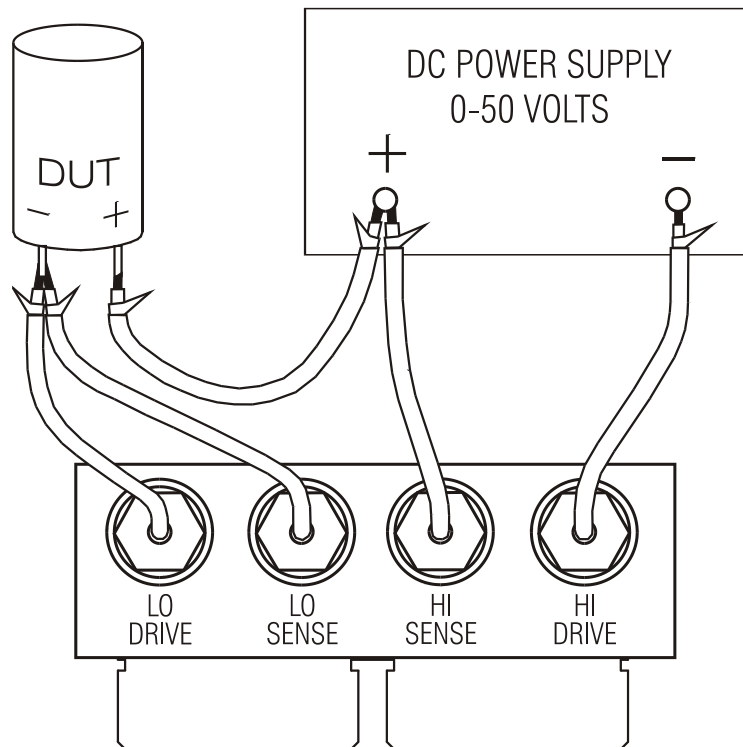 DC POWER SUPPLY
0-50 VOLTS
+ −
DUT
− +
LO DRIVE
LO SENSE
HI SENSE
HI DRIVE